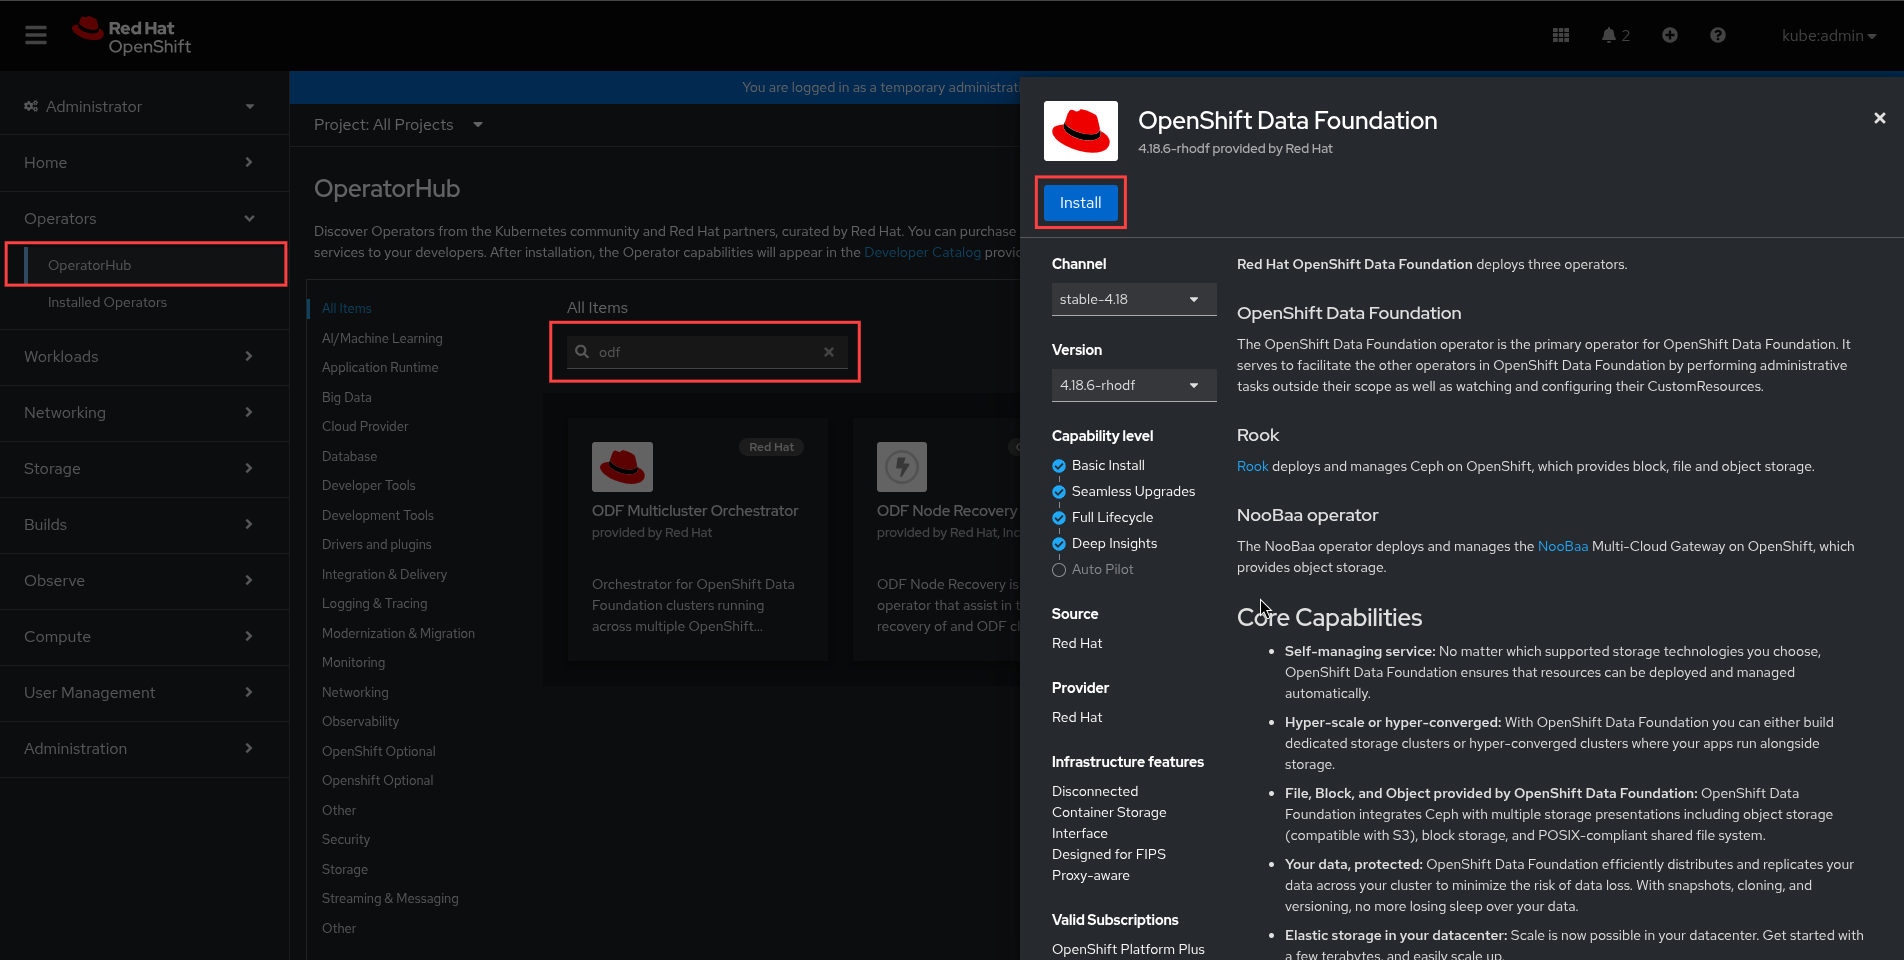 Red Hat
OpenShift
2
kube:admin
You are logged in as a temporary administrati
Administrator
Home
Operators
OperatorHub
Installed Operators
Workloads
Networking
Storage
Builds
Observe
Compute
User Management
Administration
Project: All Projects
OperatorHub
Discover Operators from the Kubernetes community and Red Hat partners, curated by Red Hat. You can purchase
services to your developers. After installation, the Operator capabilities will appear in the Developer Catalog provid
All Items
AI/Machine Learning
Application Runtime
Big Data
Cloud Provider
Database
Developer Tools
Development Tools
Drivers and plugins
Integration & Delivery
Logging & Tracing
Modernization & Migration
Monitoring
Networking
Observability
OpenShift Optional
Openshift Optional
Other
Security
Storage
Streaming & Messaging
Other
All Items
odf
Red Hat
ODF Multicluster Orchestrator
provided by Red Hat
Orchestrator for OpenShift Data
Foundation clusters running
across multiple OpenShift...
ODF Node Recovery
provided by Red Hat, Inc
ODF Node Recovery is
operator that assist in t
recovery of and ODF cl
OpenShift Data Foundation
4.18.6-rhodf provided by Red Hat
Install
Channel
stable-4.18
Version
4.18.6-rhodf
Capability level
Basic Install
Seamless Upgrades
Full Lifecycle
Deep Insights
Auto Pilot
Source
Red Hat
Provider
Red Hat
Infrastructure features
Disconnected
Container Storage
Interface
Designed for FIPS
Proxy-aware
Valid Subscriptions
OpenShift Platform Plus
Red Hat OpenShift Data Foundation deploys three operators.
OpenShift Data Foundation
The OpenShift Data Foundation operator is the primary operator for OpenShift Data Foundation. It
serves to facilitate the other operators in OpenShift Data Foundation by performing administrative
tasks outside their scope as well as watching and configuring their CustomResources.
Rook
Rook deploys and manages Ceph on OpenShift, which provides block, file and object storage.
NooBaa operator
The NooBaa operator deploys and manages the NooBaa Multi-Cloud Gateway on OpenShift, which
provides object storage.
Core Capabilities
Self-managing service: No matter which supported storage technologies you choose,
OpenShift Data Foundation ensures that resources can be deployed and managed
automatically.
Hyper-scale or hyper-converged: With OpenShift Data Foundation you can either build
dedicated storage clusters or hyper-converged clusters where your apps run alongside
storage.
File, Block, and Object provided by OpenShift Data Foundation: OpenShift Data
Foundation integrates Ceph with multiple storage presentations including object storage
(compatible with S3), block storage, and POSIX-compliant shared file system.
Your data, protected: OpenShift Data Foundation efficiently distributes and replicates your
data across your cluster to minimize the risk of data loss. With snapshots, cloning, and
versioning, no more losing sleep over your data.
Elastic storage in your datacenter: Scale is now possible in your datacenter. Get started with
a few terabytes, and easily scale up.